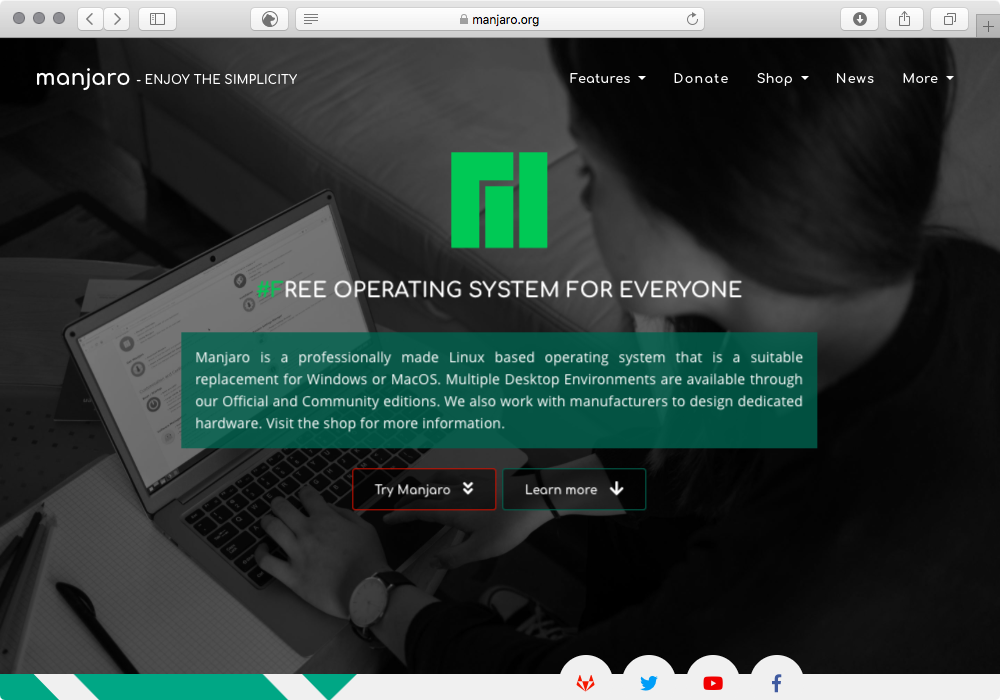 manjaro.org
manjaro - ENJOY THE SIMPLICITY
Features Donate Shop News More
#FREE OPERATING SYSTEM FOR EVERYONE
Manjaro is a professionally made Linux based operating system that is a suitable
replacement for Windows or MacOS. Multiple Desktop Environments are available through
our Official and Community editions. We also work with manufacturers to design dedicated
hardware. Visit the shop for more information.
Try Manjaro Learn more